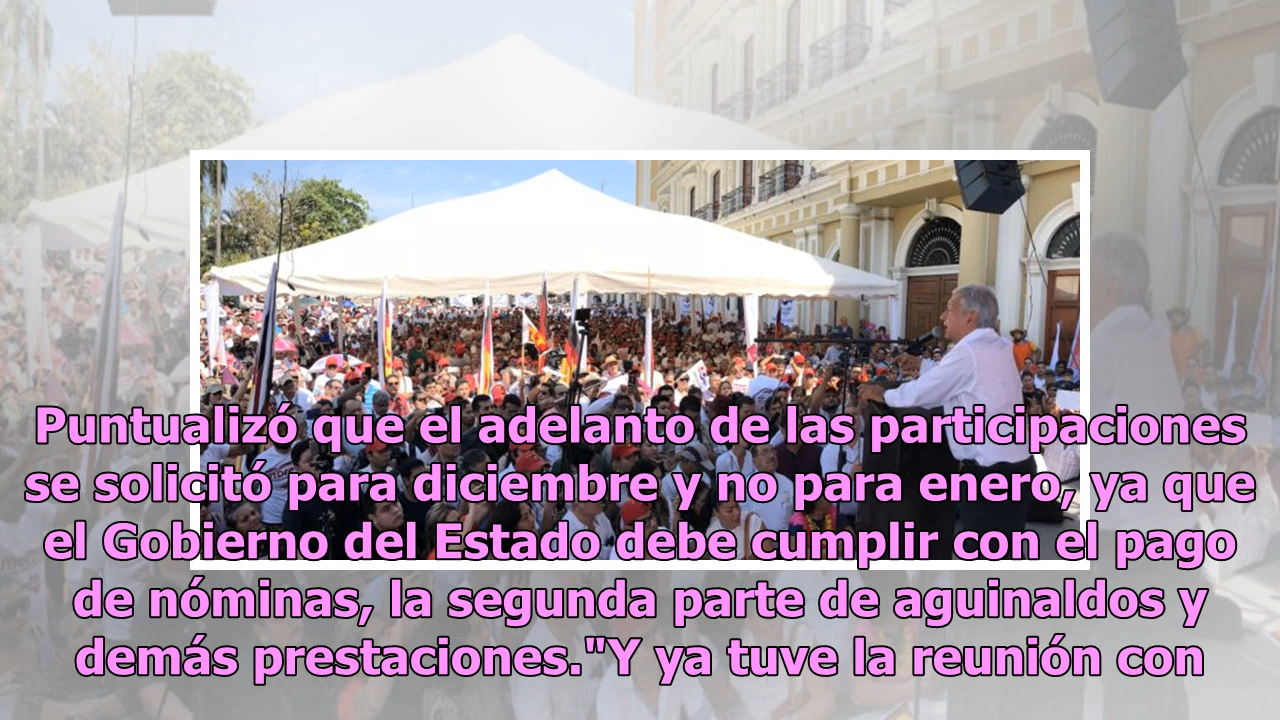 Puntualizó que el adelanto de las participaciones
se solicitó para diciembre y no para enero, ya que
el Gobierno del Estado debe cumplir con el pago
de nóminas, la segunda parte de aguinaldos y
demás prestaciones."Y ya tuve la reunión con